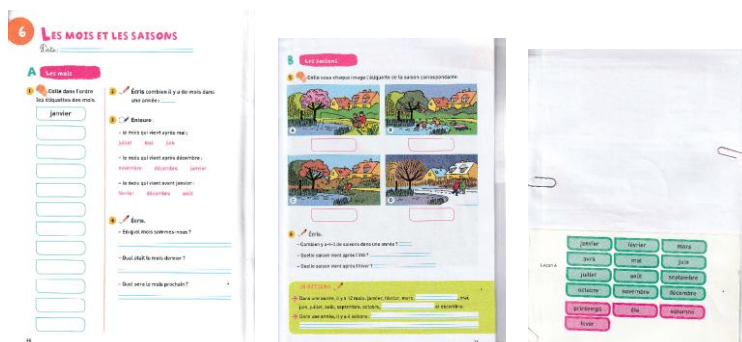 6
LES MOIS ET LES SAISONS
Date :
A Les mois
1 Colle dans l'ordre
les étiquettes des mois.
janvier
2 Écris combien il y a de mois dans
une année :
3 Entoure :
– le mois qui vient après mai :
juillet mai juin
– le mois qui vient après décembre :
novembre décembre janvier
– le mois qui vient avant janvier :
février décembre août
4 Écris.
– En quel mois sommes-nous ?
– Quel était le mois dernier ?
– Quel sera le mois prochain ?
B Les saisons
5 Colle sous chaque image l'étiquette de la saison correspondante.
A
B
C
D
6 Écris.
– Combien y a-t-il de saisons dans une année ?
– Quelle saison vient après l'été ?
– Quelle saison vient après l'hiver ?
JE RETIENS
Dans une année, il y a 12 mois : janvier, février, mars, , mai,
juin, juillet, août, septembre, octobre, et décembre.
Dans une année, il y a 4 saisons :
Leçon 6
janvier février mars
avril mai juin
juillet août septembre
octobre novembre décembre
printemps été automne
hiver